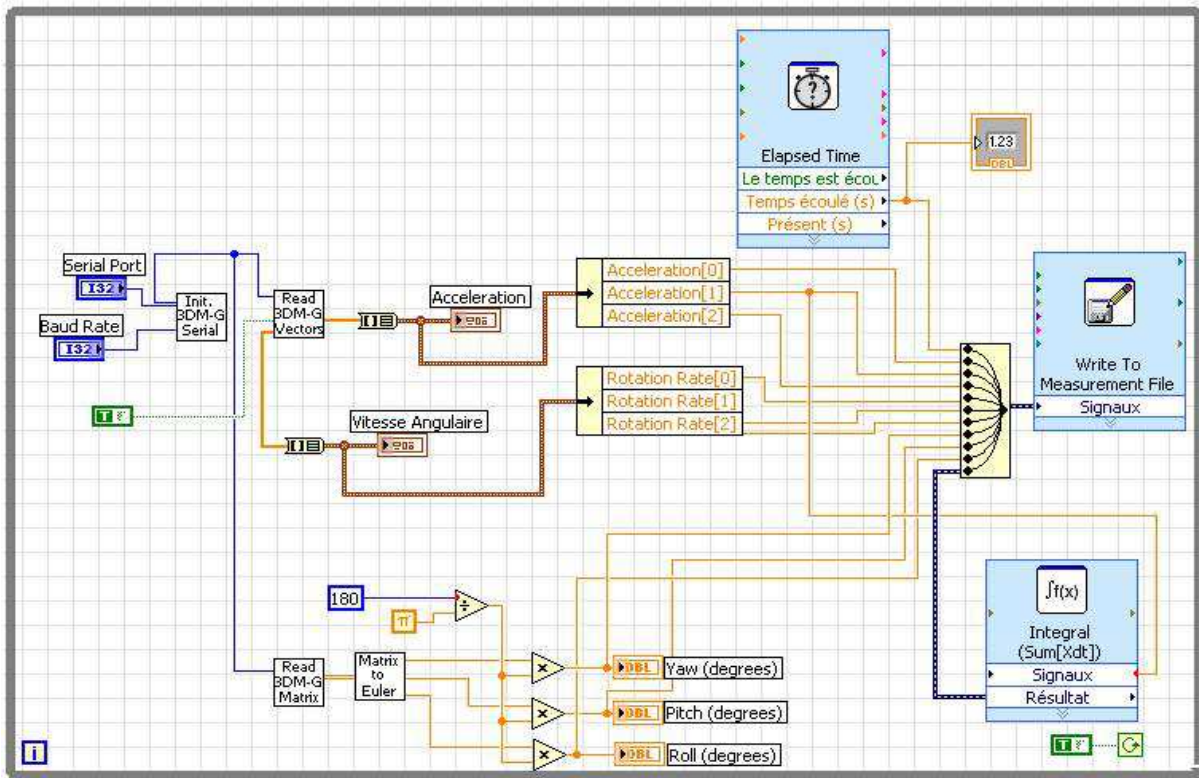 Elapsed Time
Le temps est écou
Temps écoulé (s)
Présent (s)
1.23
DBL
Serial Port
I32
Baud Rate
I32
Init.
3DM-G
Serial
Read
3DM-G
Vectors
Acceleration
Acceleration[0]
Acceleration[1]
Acceleration[2]
T F
Vitesse Angulaire
Rotation Rate[0]
Rotation Rate[1]
Rotation Rate[2]
Write To
Measurement File
Signaux
180
π
÷
Read
3DM-G
Matrix
Matrix
to
Euler
×
DBL
Yaw (degrees)
×
DBL
Pitch (degrees)
×
DBL
Roll (degrees)
∫f(x)
Integral
(Sum[Xdt])
Signaux
Résultat
T F
i